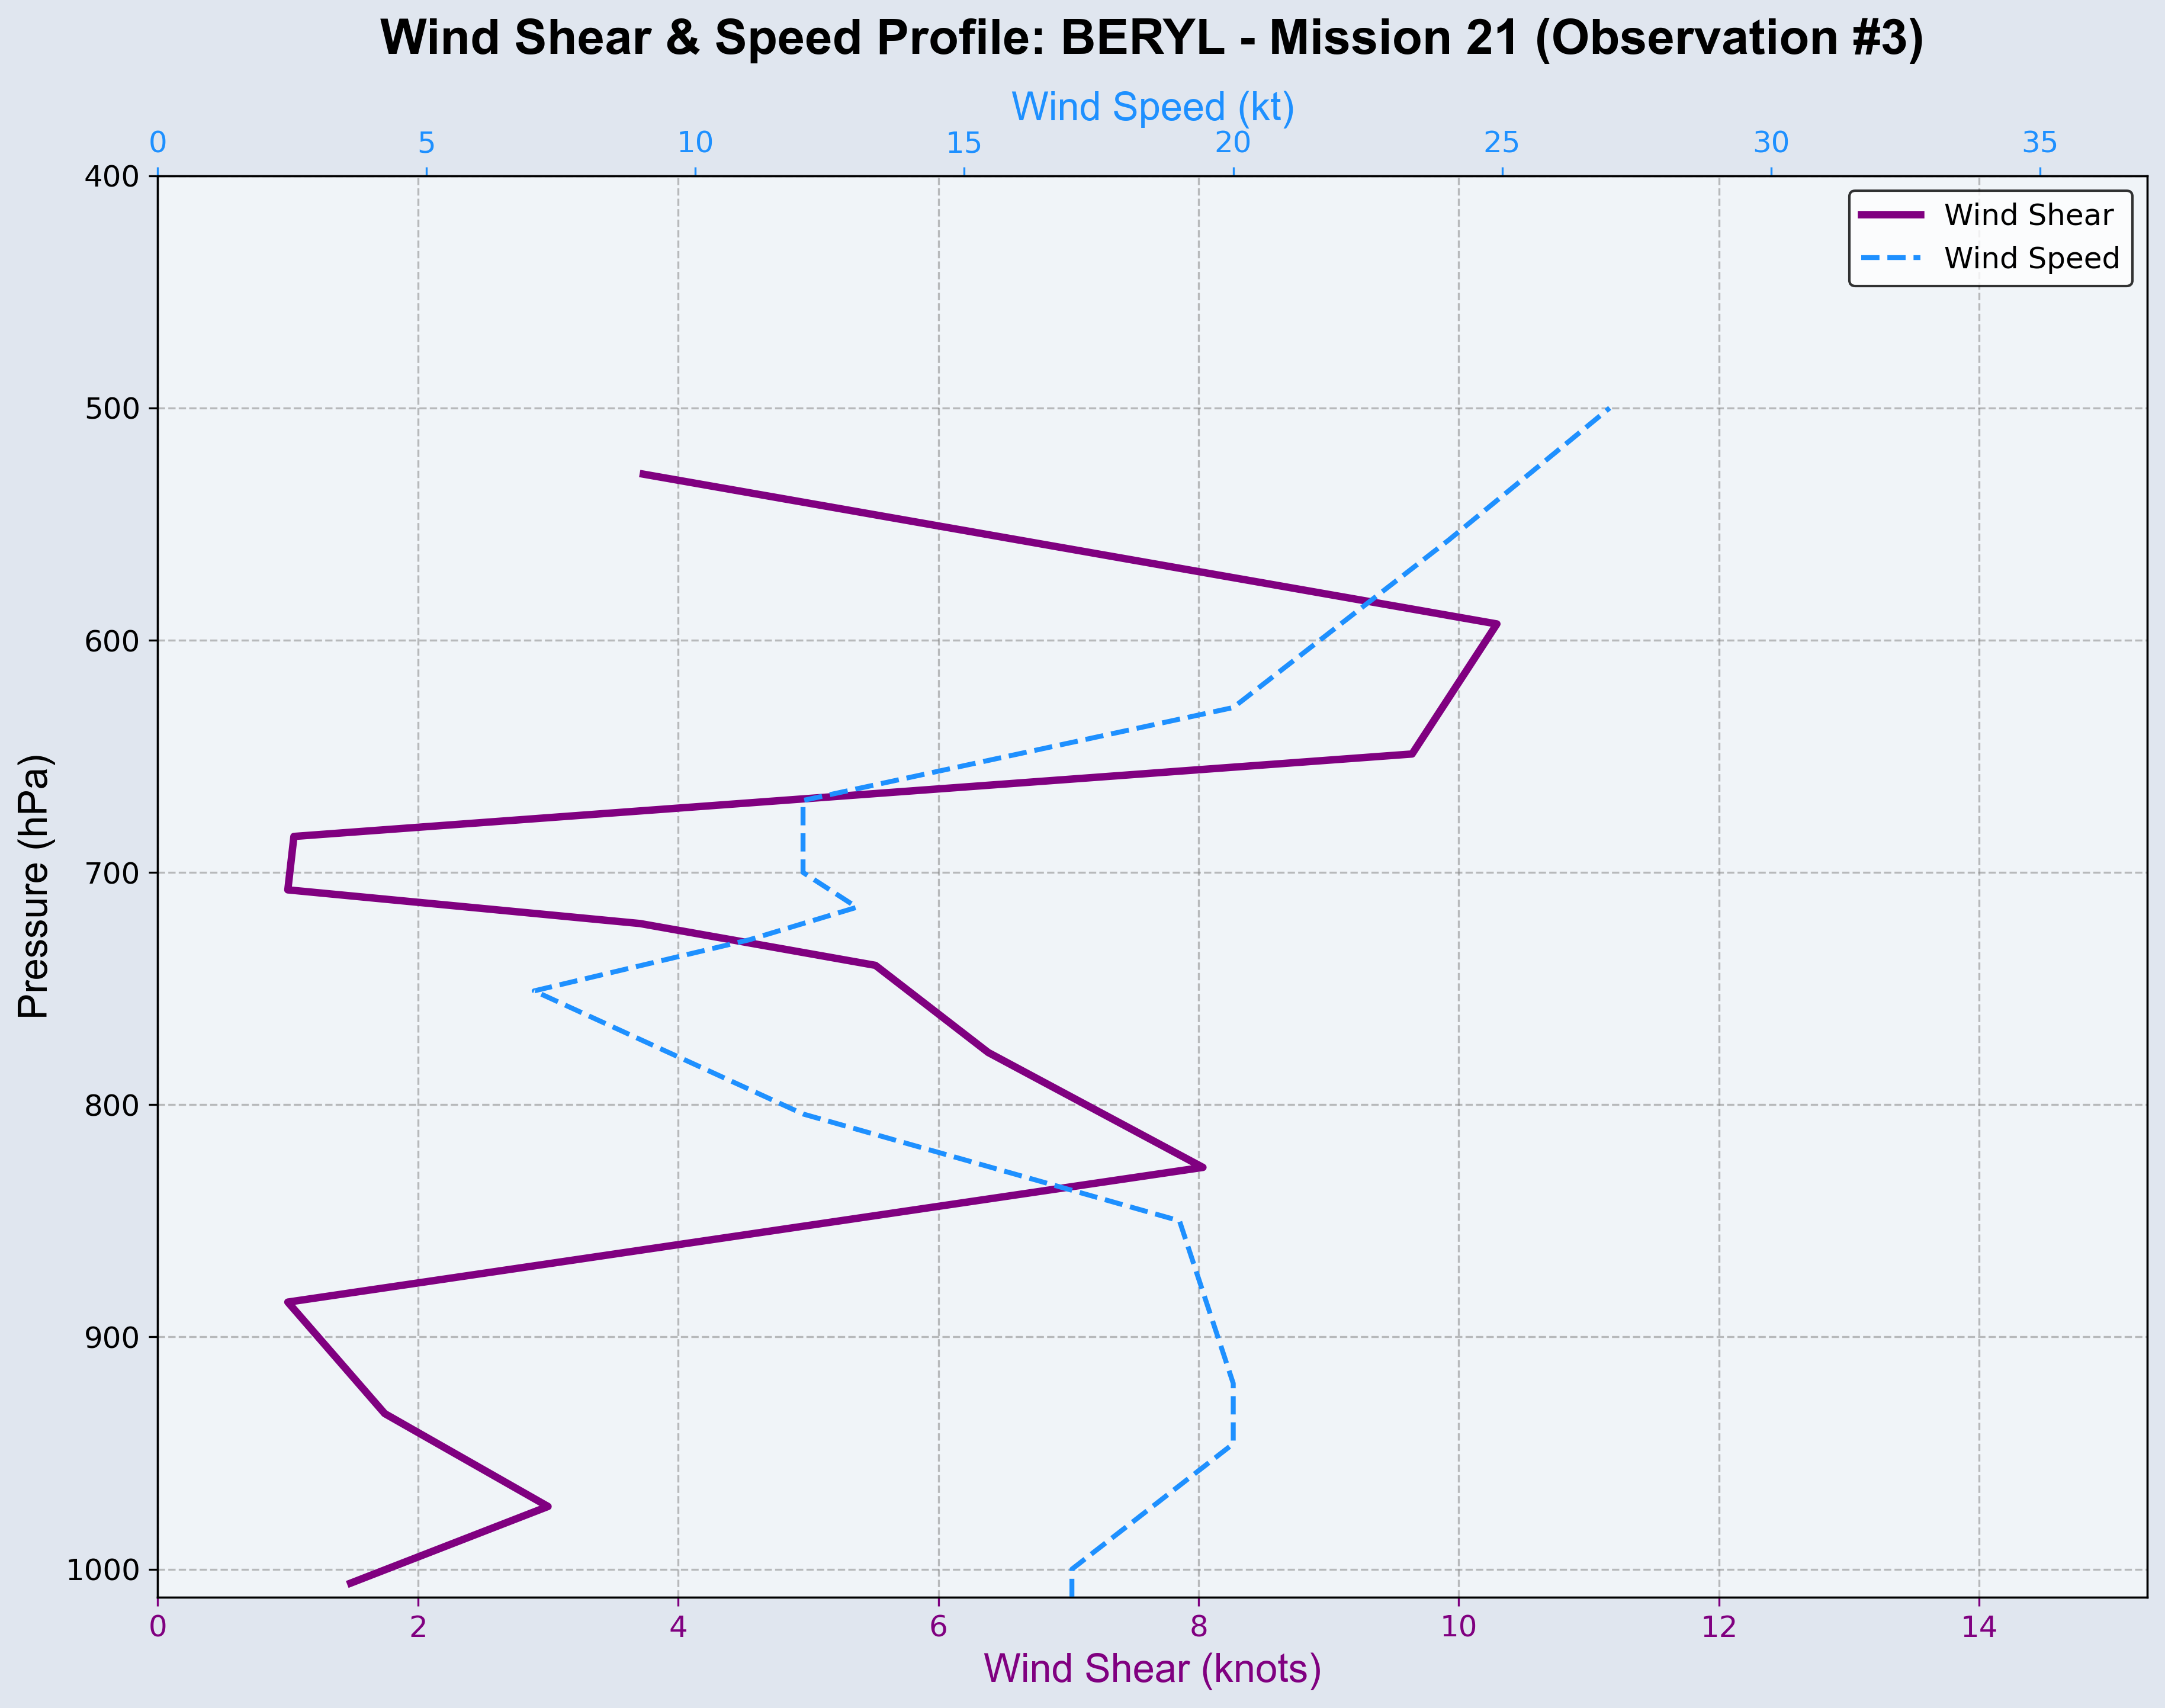 Wind Shear & Speed Profile: BERYL - Mission 21 (Observation #3)
Wind Speed (kt)
0 5 10 15 20 25 30 35
Wind Shear
Wind Speed
Pressure (hPa)
400
500
600
700
800
900
1000
0 2 4 6 8 10 12 14
Wind Shear (knots)